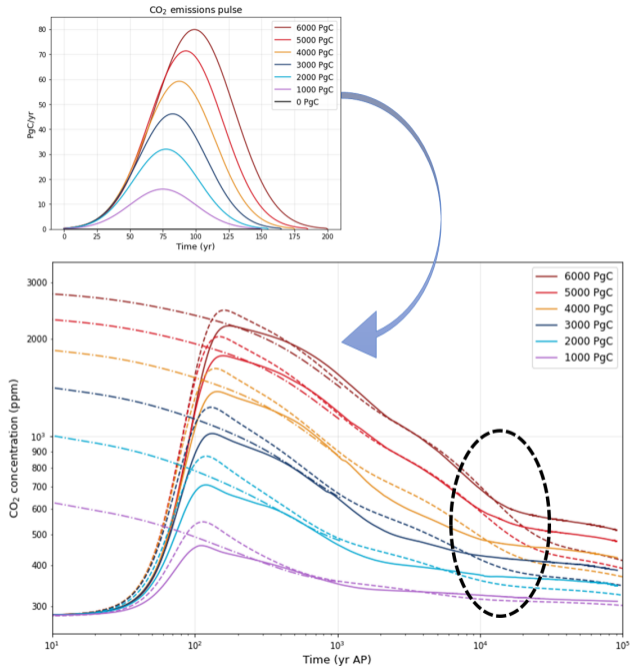 CO₂ emissions pulse
80
70
60
50
40
30
20
10
0
PgC/yr
6000 PgC
5000 PgC
4000 PgC
3000 PgC
2000 PgC
1000 PgC
0 PgC
0 25 50 75 100 125 150 175 200
Time (yr)
3000
2000
10³
900
800
700
600
500
400
300
CO₂ concentration (ppm)
6000 PgC
5000 PgC
4000 PgC
3000 PgC
2000 PgC
1000 PgC
10¹ 10² 10³ 10⁴ 10⁵
Time (yr AP)